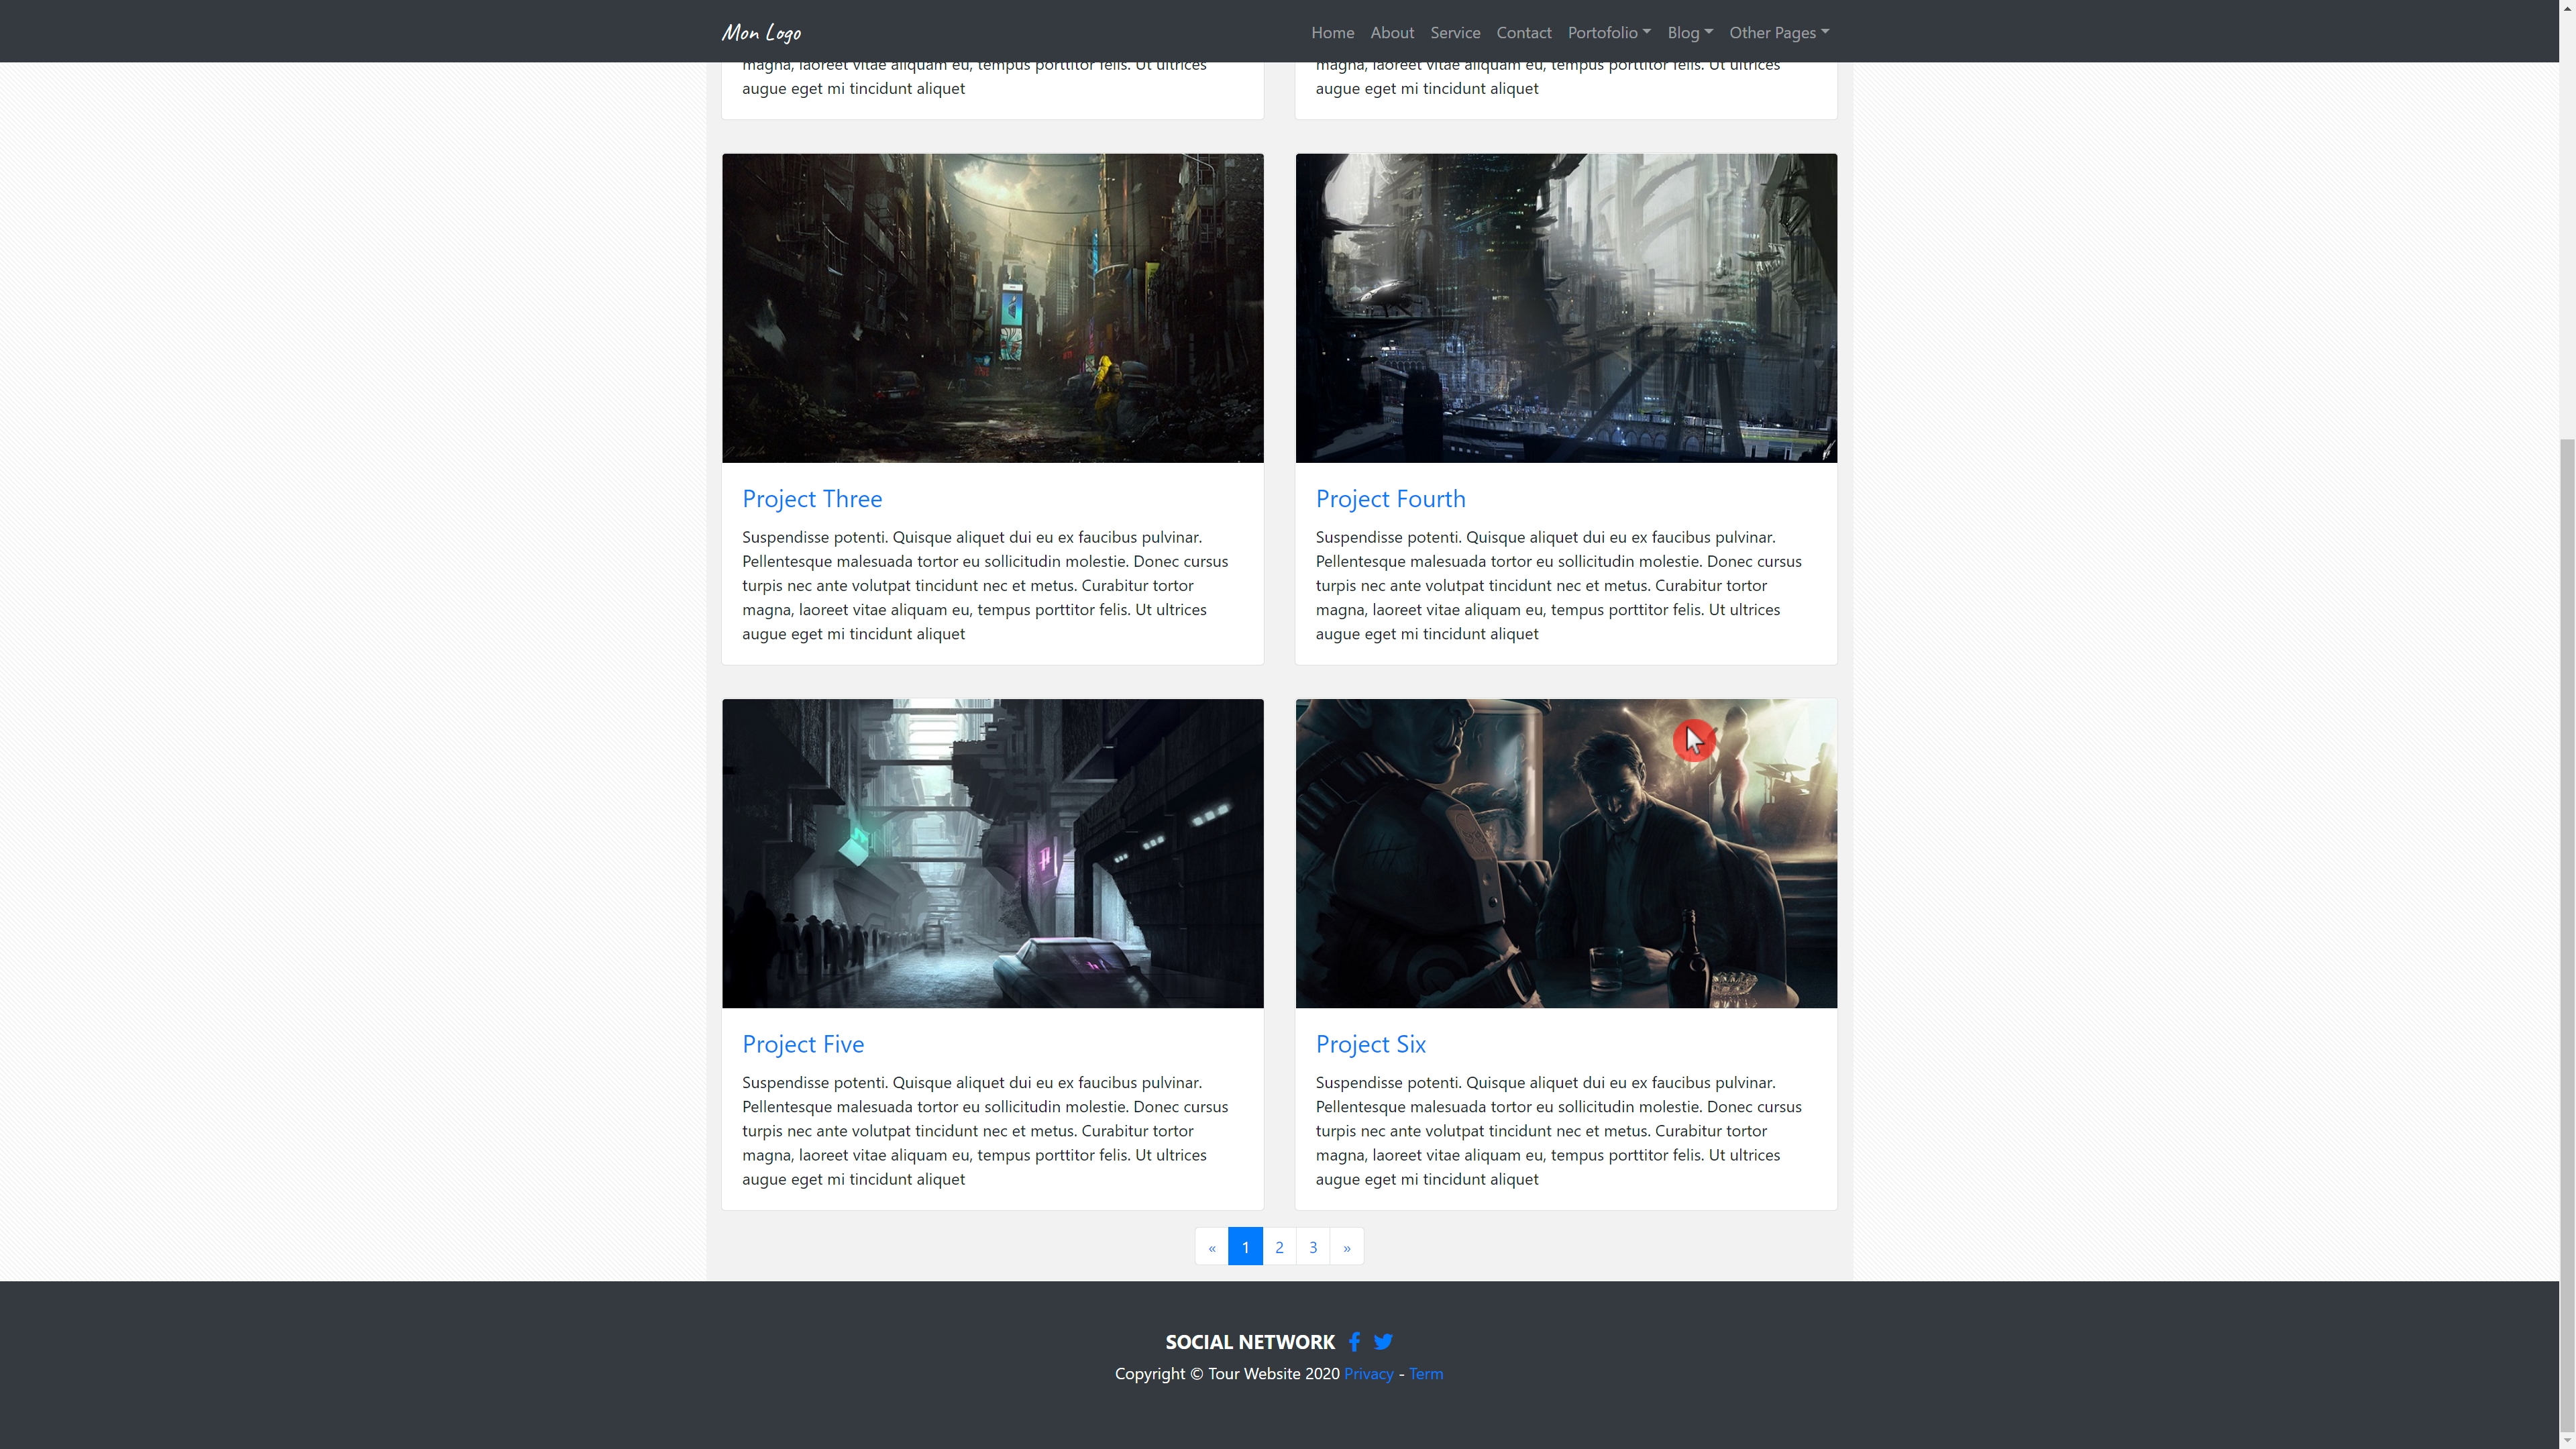 Mon Logo
Home About Service Contact Portofolio Blog Other Pages
magna, laoreet vitae aliquam eu, tempus porttitor felis. Ut ultrices
augue eget mi tincidunt aliquet
magna, laoreet vitae aliquam eu, tempus porttitor felis. Ut ultrices
augue eget mi tincidunt aliquet
Project Three
Suspendisse potenti. Quisque aliquet dui eu ex faucibus pulvinar.
Pellentesque malesuada tortor eu sollicitudin molestie. Donec cursus
turpis nec ante volutpat tincidunt nec et metus. Curabitur tortor
magna, laoreet vitae aliquam eu, tempus porttitor felis. Ut ultrices
augue eget mi tincidunt aliquet
Project Fourth
Suspendisse potenti. Quisque aliquet dui eu ex faucibus pulvinar.
Pellentesque malesuada tortor eu sollicitudin molestie. Donec cursus
turpis nec ante volutpat tincidunt nec et metus. Curabitur tortor
magna, laoreet vitae aliquam eu, tempus porttitor felis. Ut ultrices
augue eget mi tincidunt aliquet
Project Five
Suspendisse potenti. Quisque aliquet dui eu ex faucibus pulvinar.
Pellentesque malesuada tortor eu sollicitudin molestie. Donec cursus
turpis nec ante volutpat tincidunt nec et metus. Curabitur tortor
magna, laoreet vitae aliquam eu, tempus porttitor felis. Ut ultrices
augue eget mi tincidunt aliquet
Project Six
Suspendisse potenti. Quisque aliquet dui eu ex faucibus pulvinar.
Pellentesque malesuada tortor eu sollicitudin molestie. Donec cursus
turpis nec ante volutpat tincidunt nec et metus. Curabitur tortor
magna, laoreet vitae aliquam eu, tempus porttitor felis. Ut ultrices
augue eget mi tincidunt aliquet
« 1 2 3 »
SOCIAL NETWORK
Copyright © Tour Website 2020 Privacy - Term